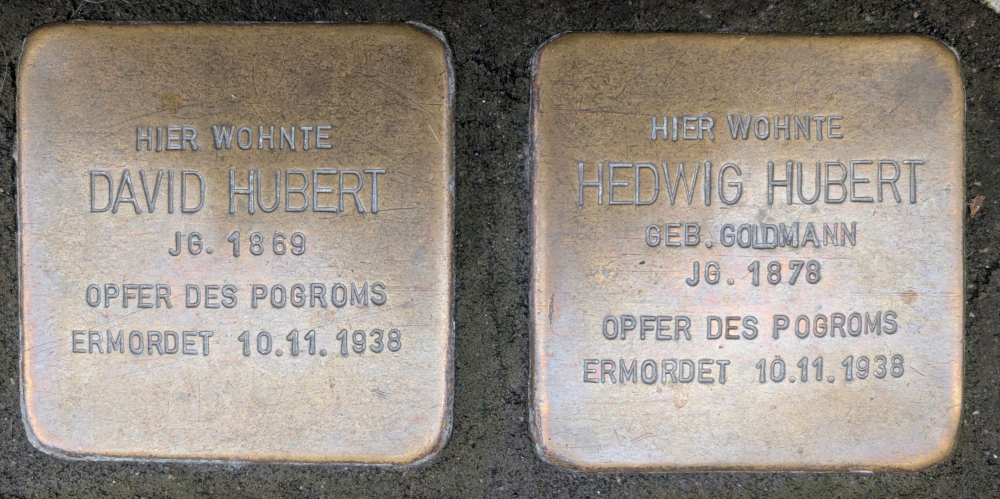 HIER WOHNTE
DAVID HUBERT
JG. 1869
OPFER DES POGROMS
ERMORDET 10.11.1938
HIER WOHNTE
HEDWIG HUBERT
GEB. GOLDMANN
JG. 1878
OPFER DES POGROMS
ERMORDET 10.11.1938